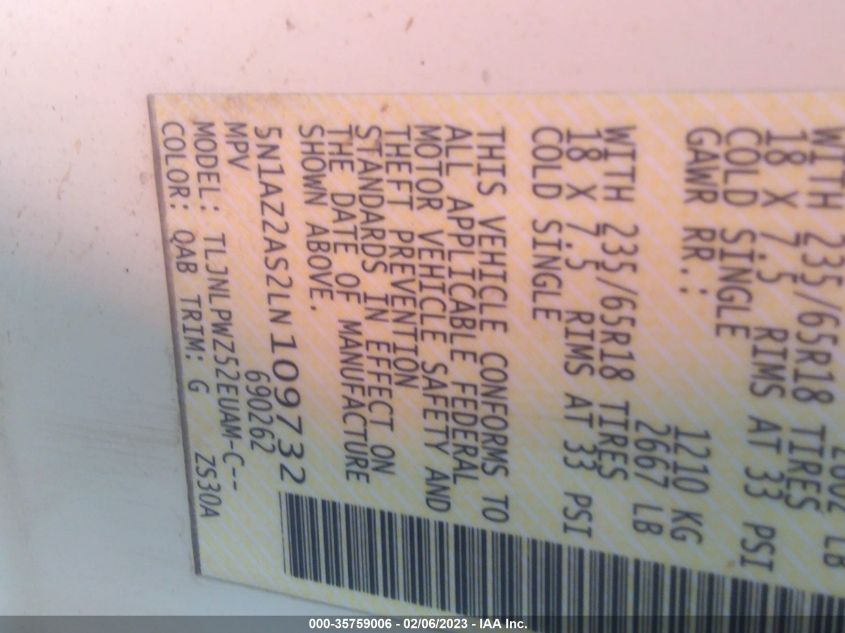 2662 LB
WITH 235/65R18 TIRES
18 X 7.5 RIMS AT 33 PSI
COLD SINGLE
GAWR RR.:
1210 KG
2667 LB
WITH 235/65R18 TIRES
18 X 7.5 RIMS AT 33 PSI
COLD SINGLE
THIS VEHICLE CONFORMS TO
ALL APPLICABLE FEDERAL
MOTOR VEHICLE SAFETY AND
THEFT PREVENTION
STANDARDS IN EFFECT ON
THE DATE OF MANUFACTURE
SHOWN ABOVE.
5N1AZ2AS2LN109732
MPV 690262
MODEL: TLJNLPWZ52EUAM-C--
COLOR: QAB TRIM: G ZS30A
000-35759006 - 02/06/2023 - IAA Inc.